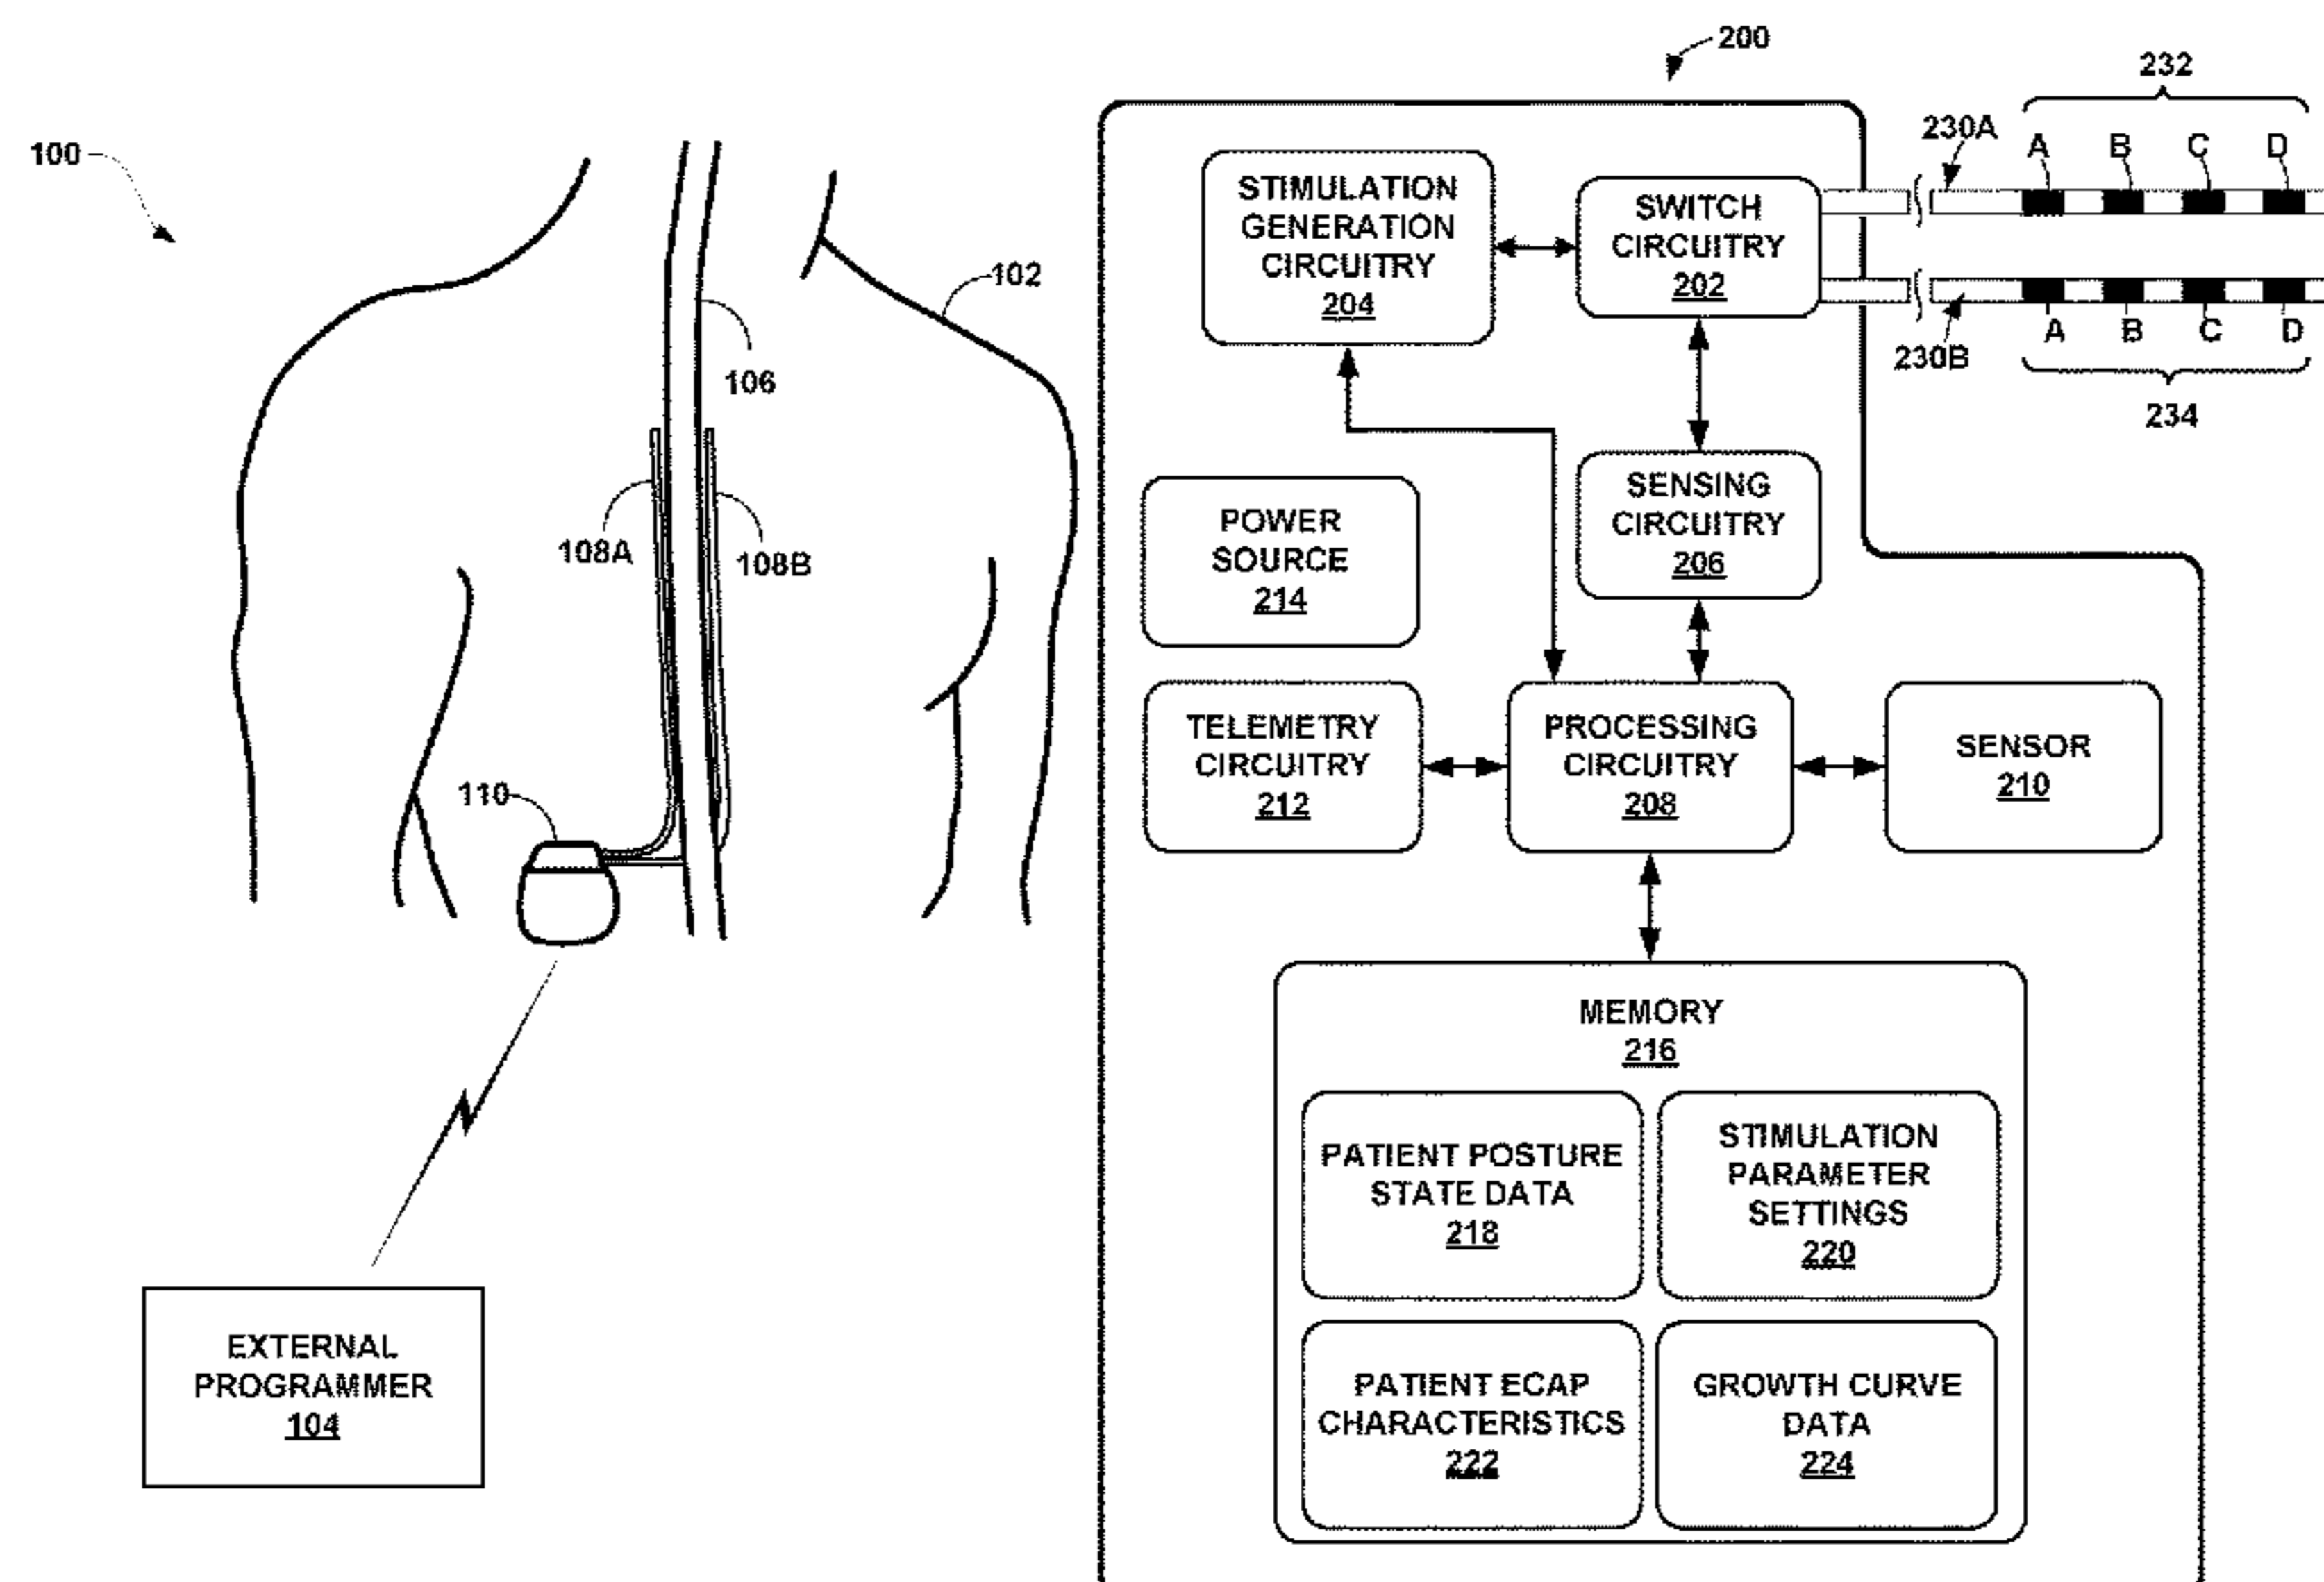 100
102
106
108A
108B
110
EXTERNAL
PROGRAMMER
104
200
232
230A
A B C D
STIMULATION
GENERATION
CIRCUITRY
204
SWITCH
CIRCUITRY
202
A B C D
230B
234
POWER
SOURCE
214
SENSING
CIRCUITRY
206
TELEMETRY
CIRCUITRY
212
PROCESSING
CIRCUITRY
208
SENSOR
210
MEMORY
216
PATIENT POSTURE
STATE DATA
218
STIMULATION
PARAMETER
SETTINGS
220
PATIENT ECAP
CHARACTERISTICS
222
GROWTH CURVE
DATA
224